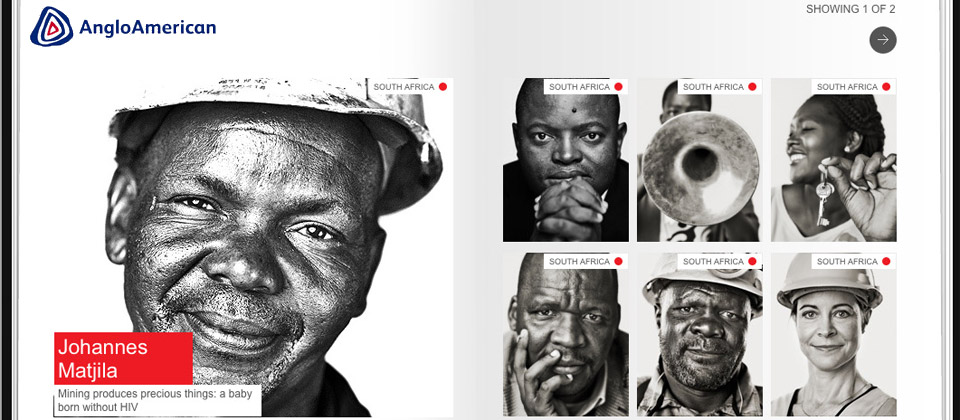 AngloAmerican
SHOWING 1 OF 2
SOUTH AFRICA
Johannes
Matjila
Mining produces precious things: a baby
born without HIV
SOUTH AFRICA
SOUTH AFRICA
SOUTH AFRICA
SOUTH AFRICA
SOUTH AFRICA
SOUTH AFRICA